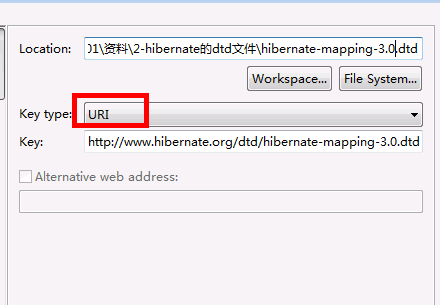 Location: 01\资料\2-hibernate的dtd文件\hibernate-mapping-3.0.dtd
Workspace... File System...
Key type: URI
Key: http://www.hibernate.org/dtd/hibernate-mapping-3.0.dtd
Alternative web address: